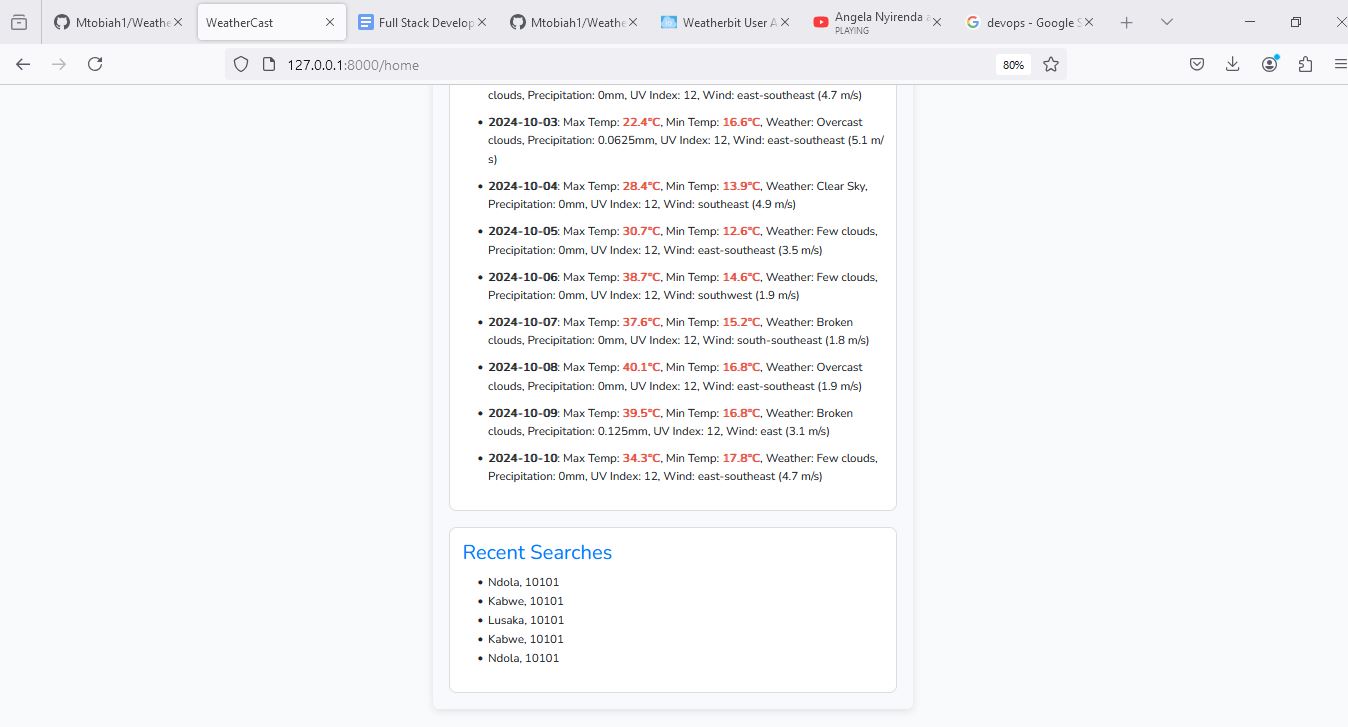 Mtobiah1/Weathe
WeatherCast
Full Stack Develop
Mtobiah1/Weathe
Weatherbit User A
Angela Nyirenda a
PLAYING
devops - Google S
127.0.0.1:8000/home
80%
clouds, Precipitation: 0mm, UV Index: 12, Wind: east-southeast (4.7 m/s)
• 2024-10-03: Max Temp: 22.4°C, Min Temp: 16.6°C, Weather: Overcast
clouds, Precipitation: 0.0625mm, UV Index: 12, Wind: east-southeast (5.1 m/
s)
• 2024-10-04: Max Temp: 28.4°C, Min Temp: 13.9°C, Weather: Clear Sky,
Precipitation: 0mm, UV Index: 12, Wind: southeast (4.9 m/s)
• 2024-10-05: Max Temp: 30.7°C, Min Temp: 12.6°C, Weather: Few clouds,
Precipitation: 0mm, UV Index: 12, Wind: east-southeast (3.5 m/s)
• 2024-10-06: Max Temp: 38.7°C, Min Temp: 14.6°C, Weather: Few clouds,
Precipitation: 0mm, UV Index: 12, Wind: southwest (1.9 m/s)
• 2024-10-07: Max Temp: 37.6°C, Min Temp: 15.2°C, Weather: Broken
clouds, Precipitation: 0mm, UV Index: 12, Wind: south-southeast (1.8 m/s)
• 2024-10-08: Max Temp: 40.1°C, Min Temp: 16.8°C, Weather: Overcast
clouds, Precipitation: 0mm, UV Index: 12, Wind: east-southeast (1.9 m/s)
• 2024-10-09: Max Temp: 39.5°C, Min Temp: 16.8°C, Weather: Broken
clouds, Precipitation: 0.125mm, UV Index: 12, Wind: east (3.1 m/s)
• 2024-10-10: Max Temp: 34.3°C, Min Temp: 17.8°C, Weather: Few clouds,
Precipitation: 0mm, UV Index: 12, Wind: east-southeast (4.7 m/s)
Recent Searches
• Ndola, 10101
• Kabwe, 10101
• Lusaka, 10101
• Kabwe, 10101
• Ndola, 10101